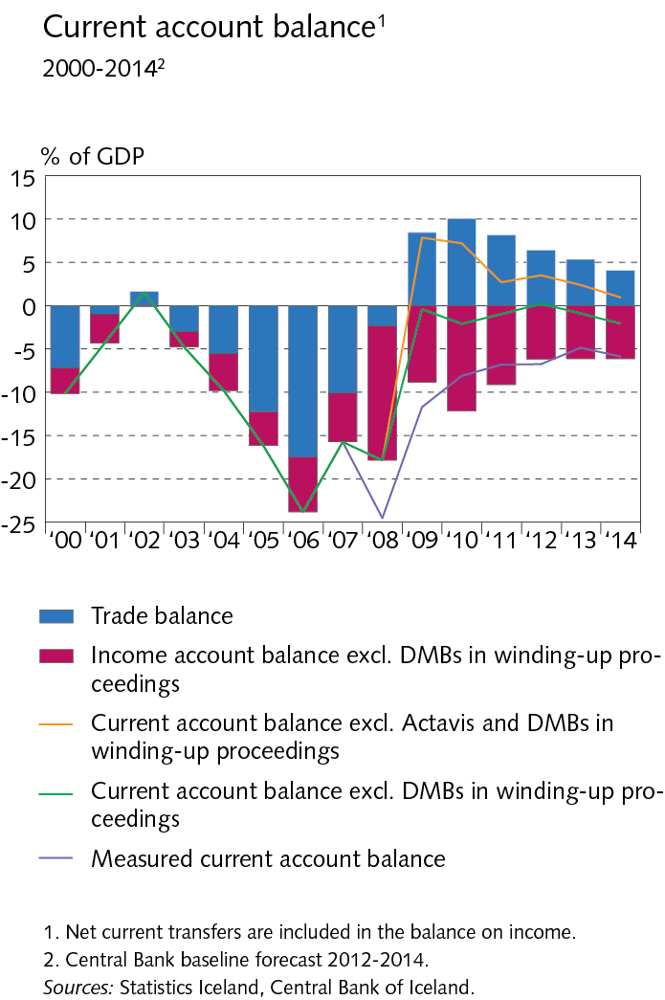 Current account balance¹
2000-2014²
% of GDP
15
10
5
0
-5
-10
-15
-20
-25
‘00 ‘01 ‘02 ‘03 ‘04 ‘05 ‘06 ‘07 ‘08 ‘09 ‘10 ‘11 ‘12 ‘13 ‘14
Trade balance
Income account balance excl. DMBs in winding-up pro-
ceedings
Current account balance excl. Actavis and DMBs in
winding-up proceedings
Current account balance excl. DMBs in winding-up pro-
ceedings
Measured current account balance
1. Net current transfers are included in the balance on income.
2. Central Bank baseline forecast 2012-2014.
Sources: Statistics Iceland, Central Bank of Iceland.